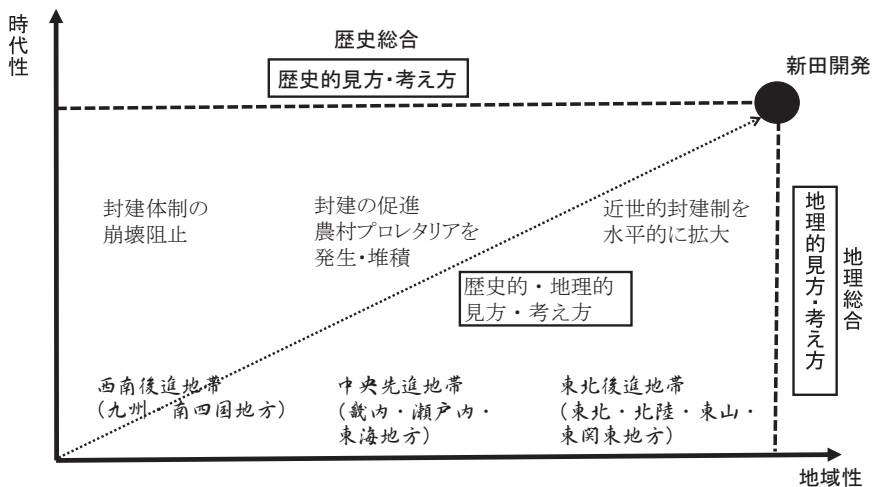 時代性
歴史総合
歴史的見方・考え方
新田開発
封建体制の
崩壊阻止
封建の促進
農村プロレタリアを
発生・堆積
近世的封建制を
水平的に拡大
歴史的・地理的
見方・考え方
地理的見方・考え方
地理総合
西南後進地帯
(九州・南四国地方)
中央先進地帯
(畿内・瀬戸内・
東海地方)
東北後進地帯
(東北・北陸・東山・
東関東地方)
地域性